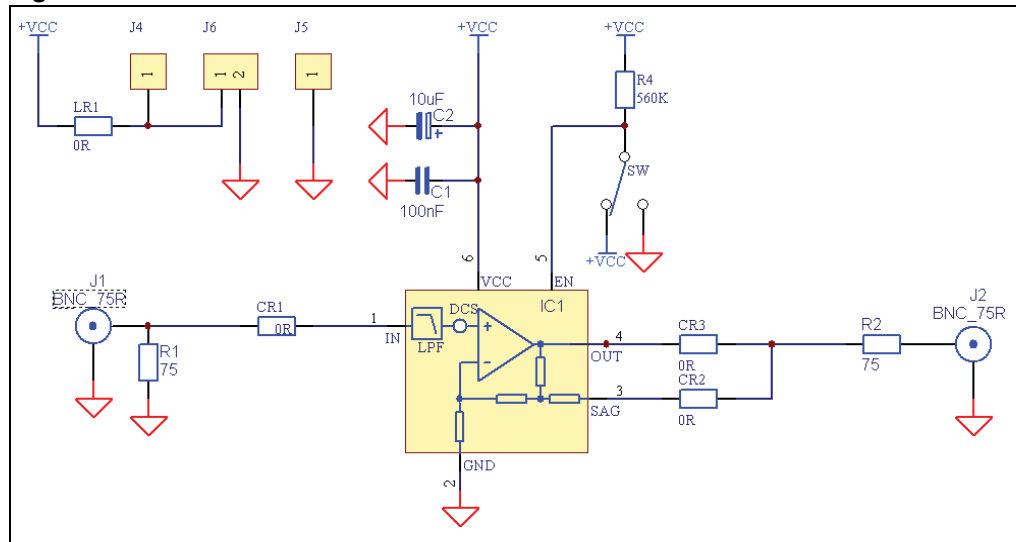 +VCC
J4
J6
J5
+VCC
+VCC
1
1 2
1
LR1
0R
10uF
C2
+
C1
100nF
R4
560K
SW
+VCC
6
VCC
5
EN
IC1
J1
BNC_75R
R1
75
CR1
0R
1
IN
LPF
DCS
+
-
4
OUT
3
SAG
GND
2
CR3
0R
CR2
0R
R2
75
J2
BNC_75R